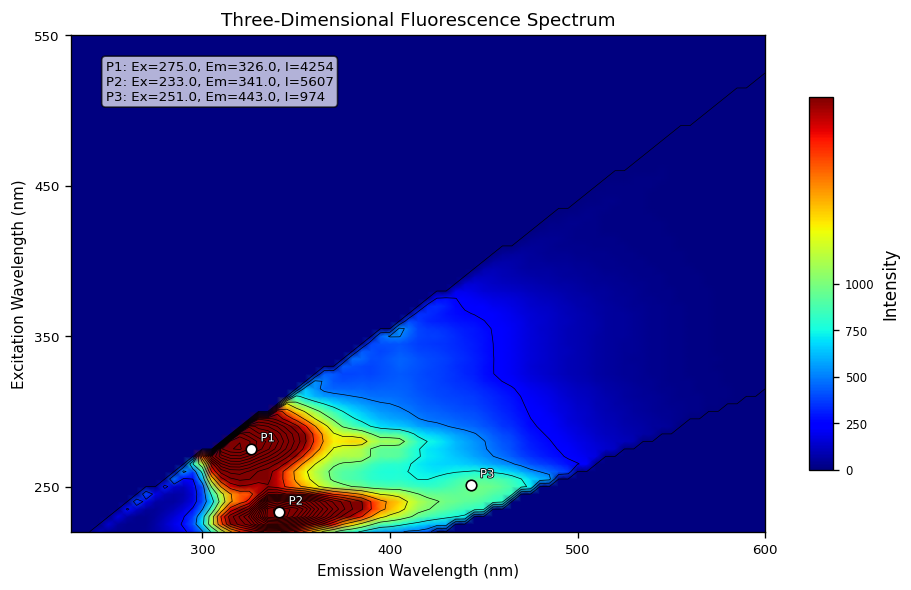 Three-Dimensional Fluorescence Spectrum
P1: Ex=275.0, Em=326.0, I=4254
P2: Ex=233.0, Em=341.0, I=5607
P3: Ex=251.0, Em=443.0, I=974
550
450
350
250
Excitation Wavelength (nm)
P1
P2
P3
300
400
500
600
Emission Wavelength (nm)
1000
750
500
250
0
Intensity